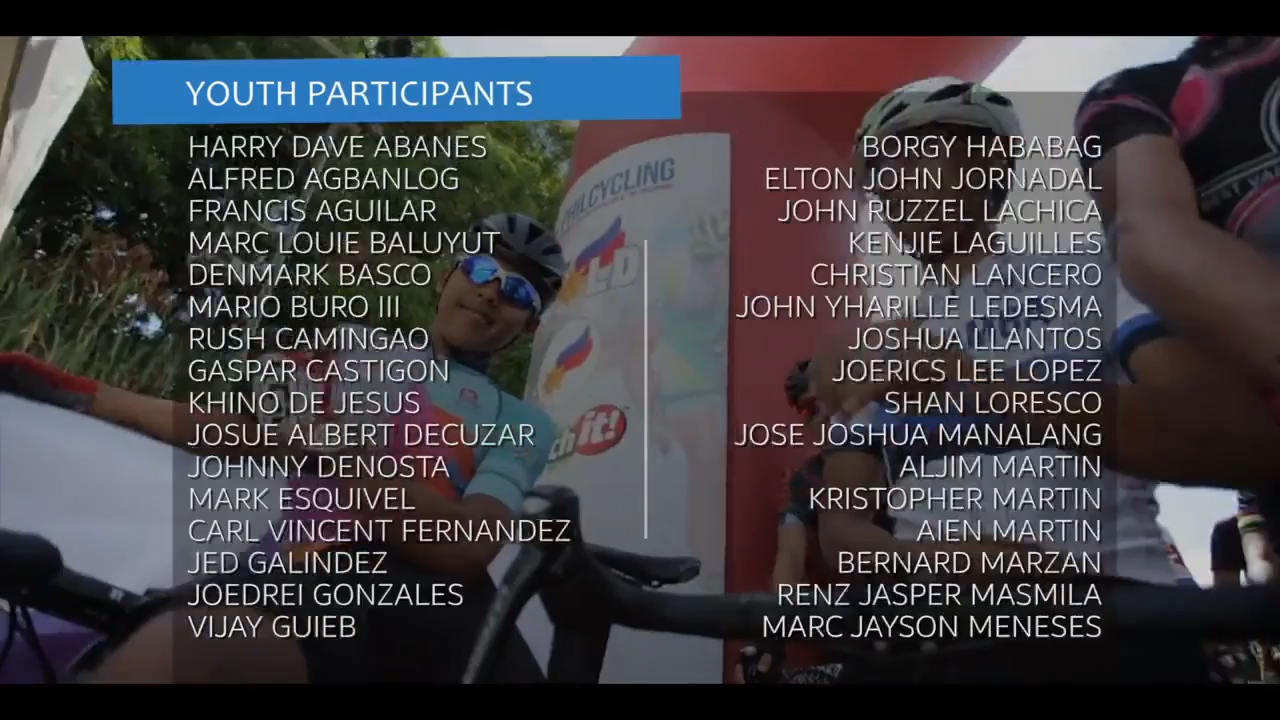 YOUTH PARTICIPANTS
HARRY DAVE ABANES
ALFRED AGBANLOG
FRANCIS AGUILAR
MARC LOUIE BALUYUT
DENMARK BASCO
MARIO BURO III
RUSH CAMINGAO
GASPAR CASTIGON
KHINO DE JESUS
JOSUE ALBERT DECUZAR
JOHNNY DENOSTA
MARK ESQUIVEL
CARL VINCENT FERNANDEZ
JED GALINDEZ
JOEDREI GONZALES
VIJAY GUIEB
BORGY HABABAG
ELTON JOHN JORNADAL
JOHN RUZZEL LACHICA
KENJIE LAGUILLES
CHRISTIAN LANCERO
JOHN YHARILLE LEDESMA
JOSHUA LLANTOS
JOERICS LEE LOPEZ
SHAN LORESCO
JOSE JOSHUA MANALANG
ALJIM MARTIN
KRISTOPHER MARTIN
AIEN MARTIN
BERNARD MARZAN
RENZ JASPER MASMILA
MARC JAYSON MENESES
PHILCYCLING
it!